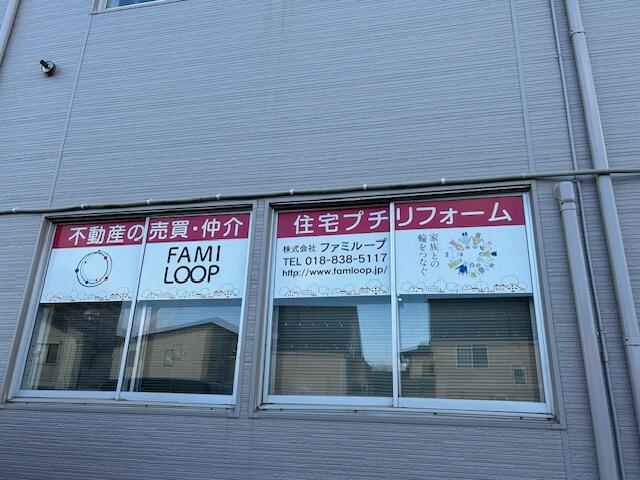 不動産の売買・仲介
FAMI
LOOP
住宅プチリフォーム
株式会社 ファミループ
TEL 018-838-5117
http://www.famloop.jp/
家族との
輪をつなぐ